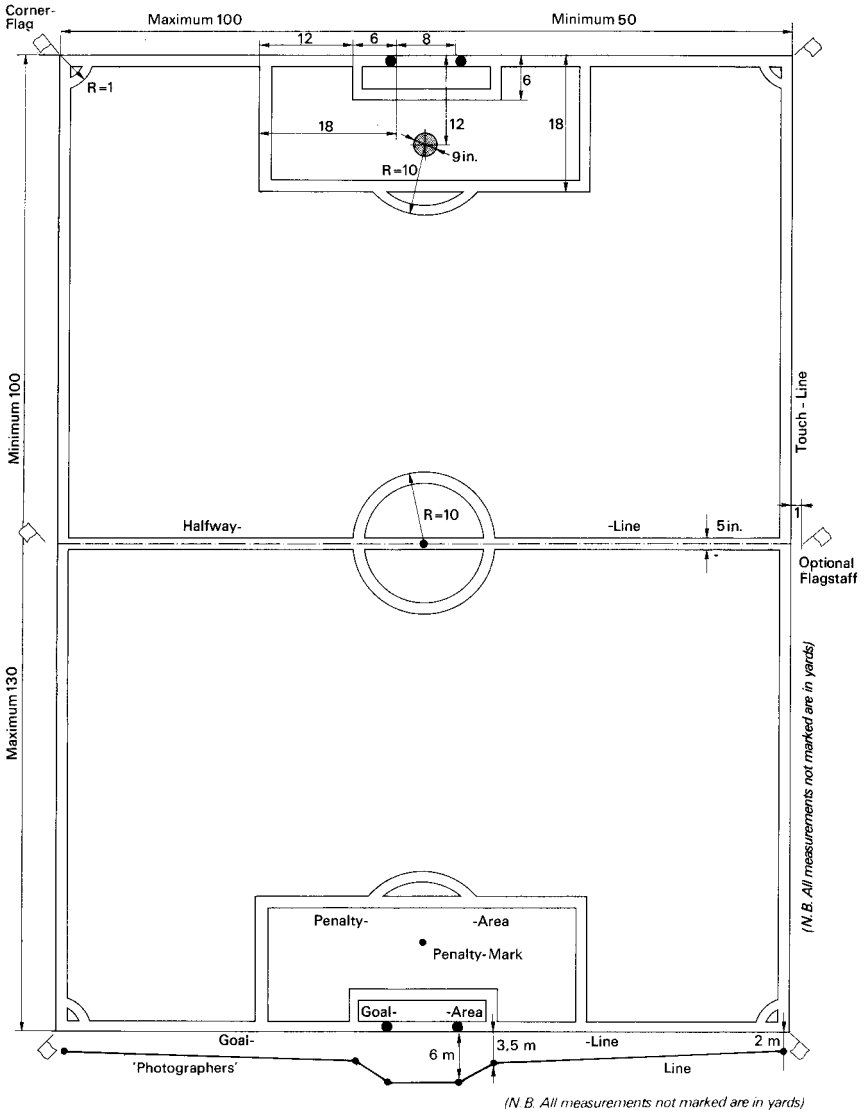 Corner-
Flag
Maximum 100
Minimum 50
12
6
8
R=1
6
18
12
18
9 in.
R=10
Minimum 100
Touch - Line
R=10
Halfway-
-Line
5 in.
1
Optional
Flagstaff
Maximum 130
(N.B. All measurements not marked are in yards)
Penalty-
-Area
Penalty-Mark
Goal-
-Area
Goal-
3,5 m
-Line
2 m
6 m
'Photographers'
Line
(N.B. All measurements not marked are in yards)